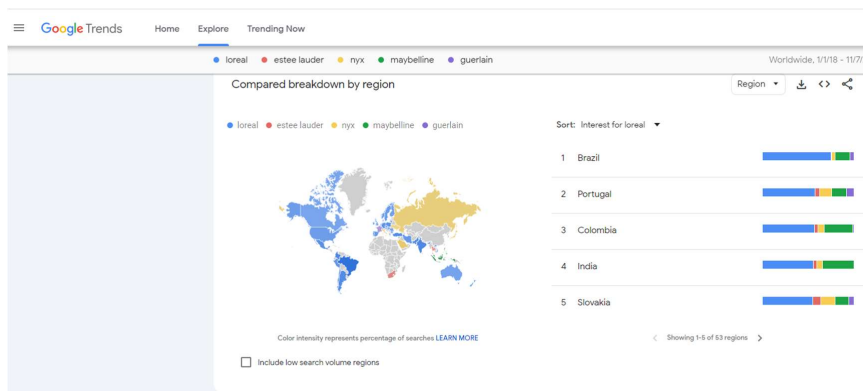 Google Trends Home Explore Trending Now
loreal estee lauder nyx maybelline guerlain Worldwide, 1/1/18 - 11/7/
Compared breakdown by region Region
loreal estee lauder nyx maybelline guerlain Sort: Interest for loreal
1 Brazil
2 Portugal
3 Colombia
4 India
5 Slovakia
Color intensity represents percentage of searches LEARN MORE Showing 1-5 of 53 regions
Include low search volume regions